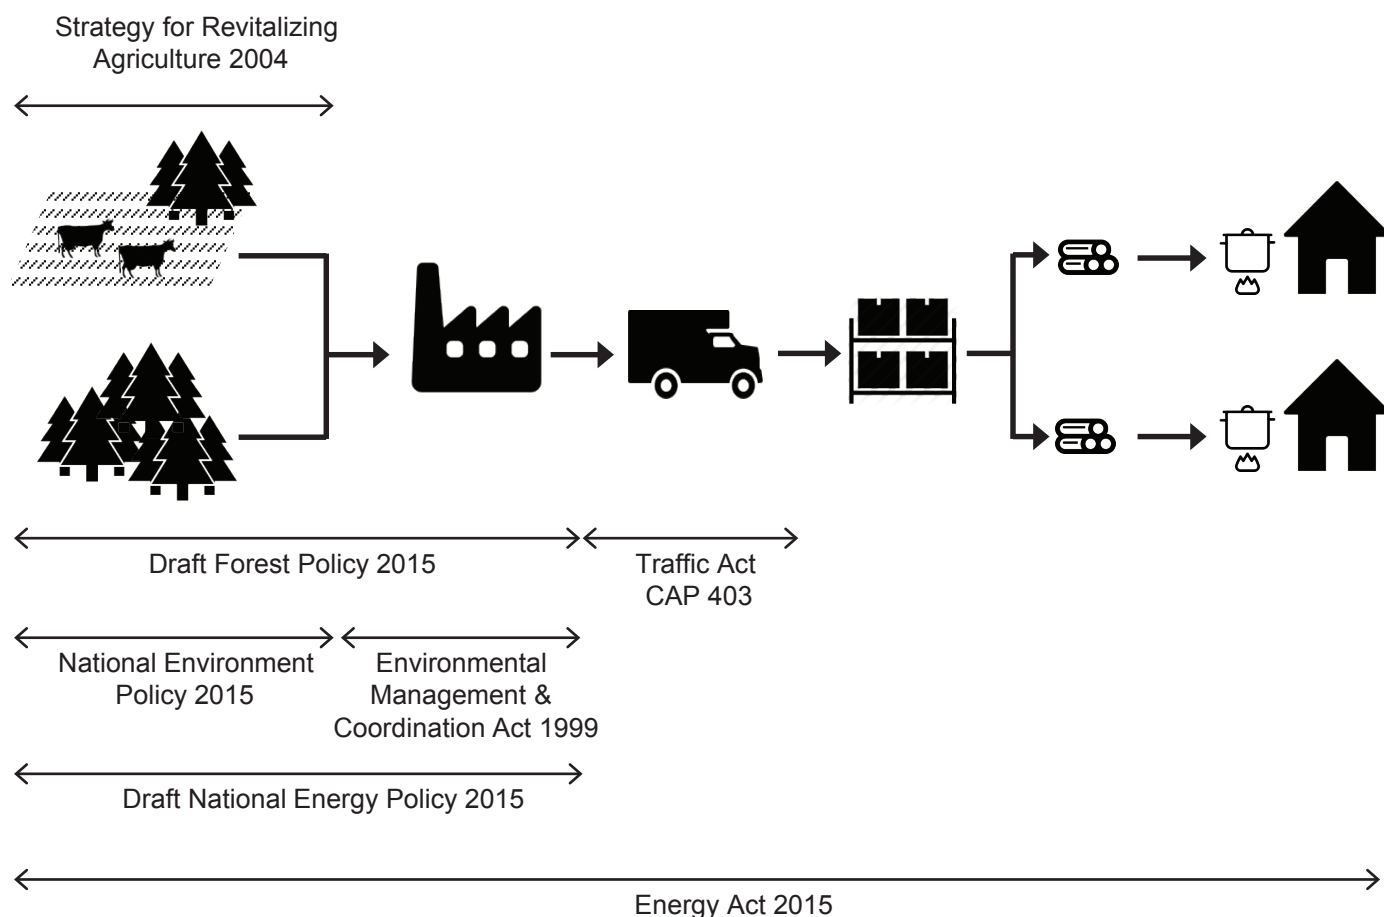 Strategy for Revitalizing
Agriculture 2004
Draft Forest Policy 2015
Traffic Act
CAP 403
National Environment
Policy 2015
Environmental
Management &
Coordination Act 1999
Draft National Energy Policy 2015
Energy Act 2015